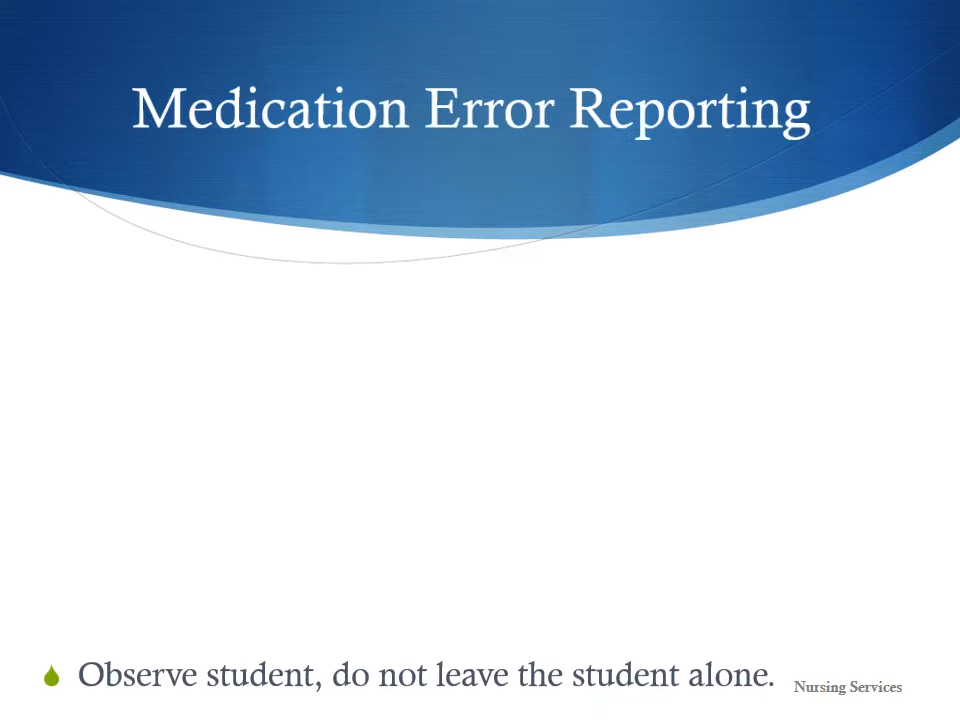 Medication Error Reporting
Observe student, do not leave the student alone.
Nursing Services